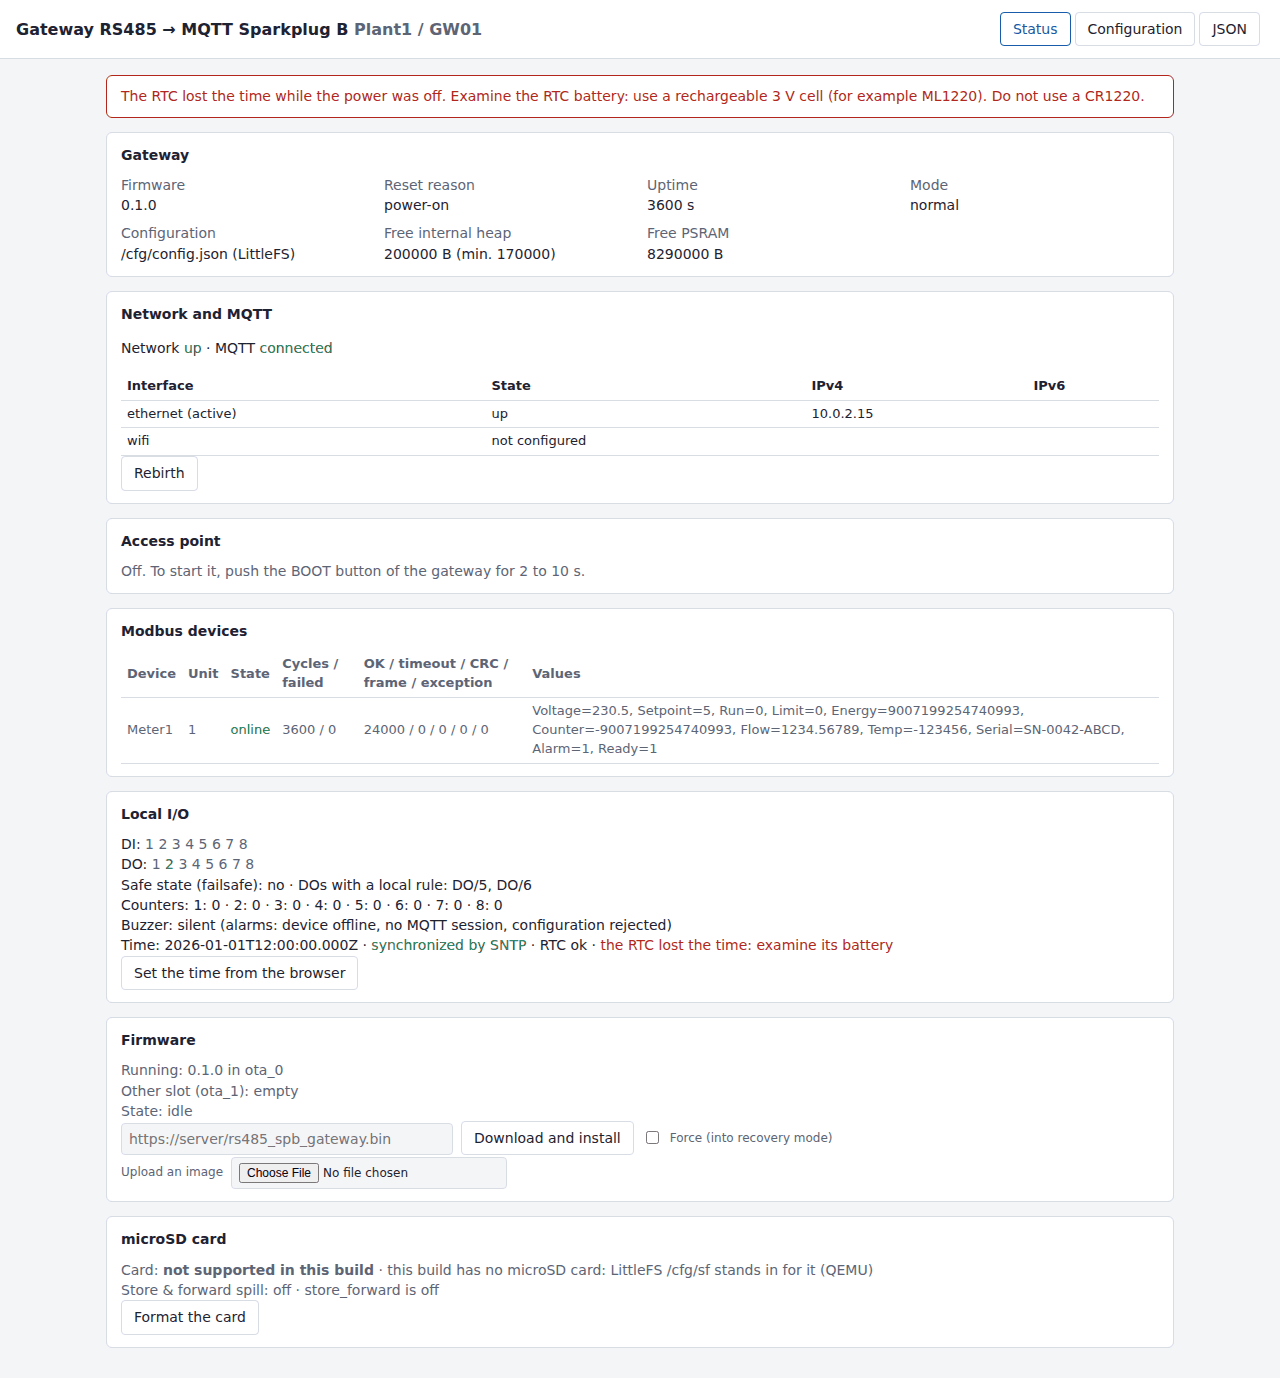 Gateway RS485 → MQTT Sparkplug B Plant1 / GW01
Status Configuration JSON
The RTC lost the time while the power was off. Examine the RTC battery: use a rechargeable 3 V cell (for example ML1220). Do not use a CR1220.
Gateway
Firmware Reset reason Uptime Mode
0.1.0 power-on 3600 s normal
Configuration Free internal heap Free PSRAM
/cfg/config.json (LittleFS) 200000 B (min. 170000) 8290000 B
Network and MQTT
Network up · MQTT connected
Interface State IPv4 IPv6
ethernet (active) up 10.0.2.15
wifi not configured
Rebirth
Access point
Off. To start it, push the BOOT button of the gateway for 2 to 10 s.
Modbus devices
Device Unit State Cycles / failed OK / timeout / CRC / frame / exception Values
Meter1 1 online 3600 / 0 24000 / 0 / 0 / 0 / 0 Voltage=230.5, Setpoint=5, Run=0, Limit=0, Energy=9007199254740993,
Counter=-9007199254740993, Flow=1234.56789, Temp=-123456, Serial=SN-0042-ABCD,
Alarm=1, Ready=1
Local I/O
DI: 1 2 3 4 5 6 7 8
DO: 1 2 3 4 5 6 7 8
Safe state (failsafe): no · DOs with a local rule: DO/5, DO/6
Counters: 1: 0 · 2: 0 · 3: 0 · 4: 0 · 5: 0 · 6: 0 · 7: 0 · 8: 0
Buzzer: silent (alarms: device offline, no MQTT session, configuration rejected)
Time: 2026-01-01T12:00:00.000Z · synchronized by SNTP · RTC ok · the RTC lost the time: examine its battery
Set the time from the browser
Firmware
Running: 0.1.0 in ota_0
Other slot (ota_1): empty
State: idle
https://server/rs485_spb_gateway.bin Download and install Force (into recovery mode)
Upload an image Choose File No file chosen
microSD card
Card: not supported in this build · this build has no microSD card: LittleFS /cfg/sf stands in for it (QEMU)
Store & forward spill: off · store_forward is off
Format the card